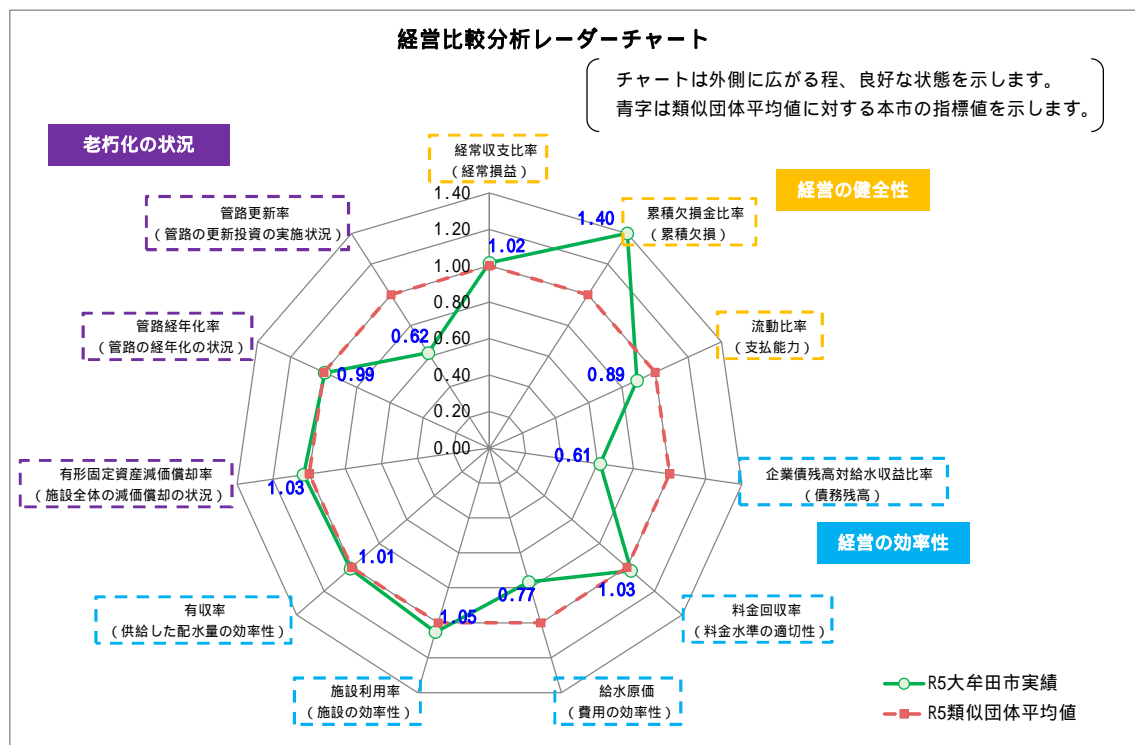 経営比較分析レーダーチャート
チャートは外側に広がる程、良好な状態を示します。
青字は類似団体平均値に対する本市の指標値を示します。
老朽化の状況
経営の健全性
経営の効率性
経常収支比率
（経常損益）
累積欠損金比率
（累積欠損）
流動比率
（支払能力）
企業債残高対給水収益比率
（債務残高）
料金回収率
（料金水準の適切性）
給水原価
（費用の効率性）
施設利用率
（施設の効率性）
有収率
（供給した配水量の効率性）
有形固定資産減価償却率
（施設全体の減価償却の状況）
管路経年化率
（管路の経年化の状況）
管路更新率
（管路の更新投資の実施状況）
1.40
1.20
1.00
0.80
0.60
0.40
0.20
0.00
1.02
1.40
0.89
0.61
1.03
0.77
1.05
1.01
1.03
0.99
0.62
R5大牟田市実績
R5類似団体平均値